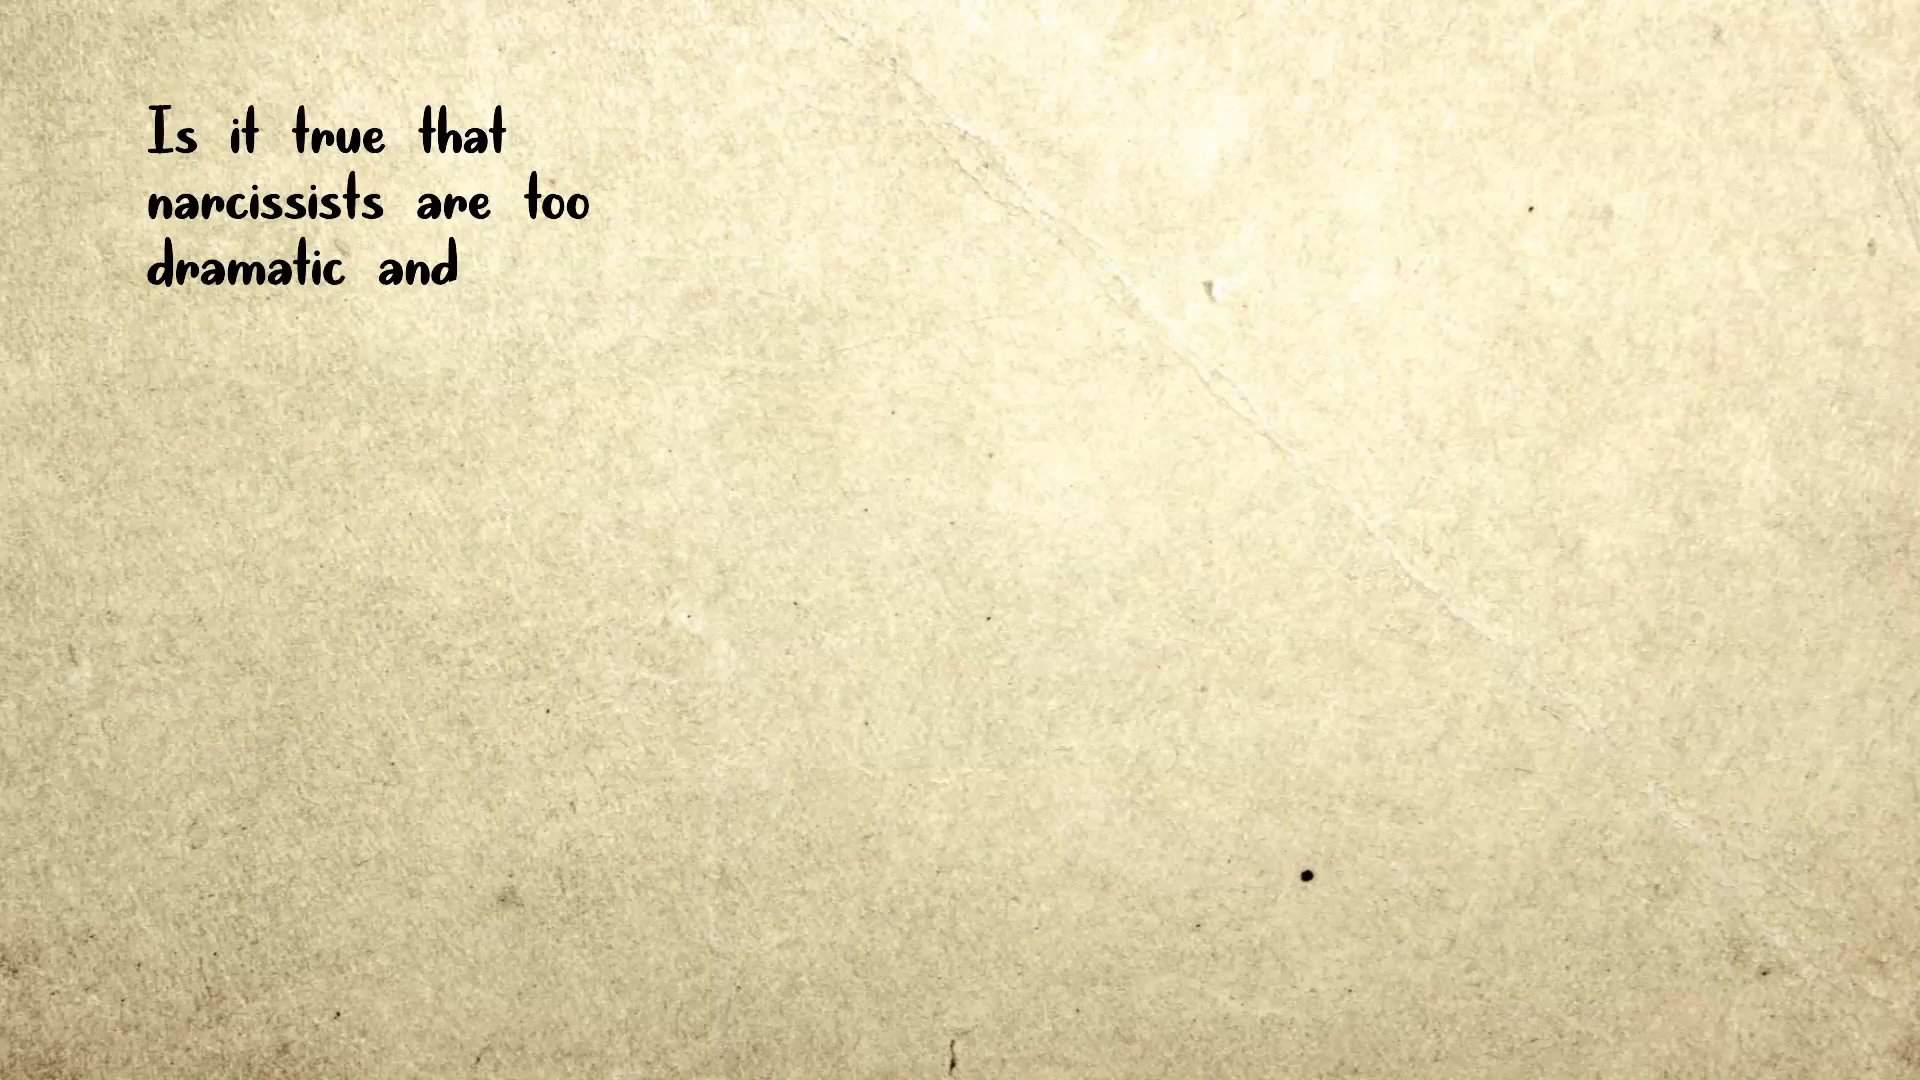 Is it true that
narcissists are too
dramatic and